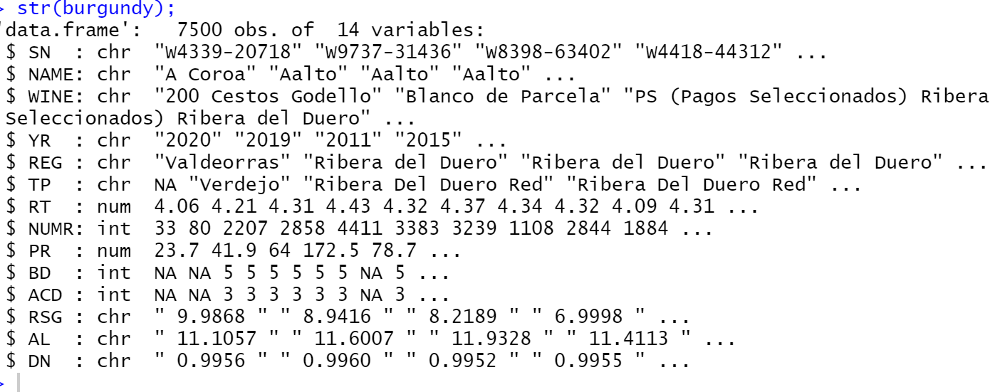 > str(burgundy);
'data.frame':   7500 obs. of  14 variables:
 $ SN  : chr  "W4339-20718" "W9737-31436" "W8398-63402" "W4418-44312" ...
 $ NAME: chr  "A Coroa" "Aalto" "Aalto" "Aalto" ...
 $ WINE: chr  "200 Cestos Godello" "Blanco de Parcela" "PS (Pagos Seleccionados) Ribera
Seleccionados) Ribera del Duero" ...
 $ YR  : chr  "2020" "2019" "2011" "2015" ...
 $ REG : chr  "Valdeorras" "Ribera del Duero" "Ribera del Duero" "Ribera del Duero" ...
 $ TP  : chr  NA "Verdejo" "Ribera Del Duero Red" "Ribera Del Duero Red" ...
 $ RT  : num  4.06 4.21 4.31 4.43 4.32 4.37 4.34 4.32 4.09 4.31 ...
 $ NUMR: int  33 80 2207 2858 4411 3383 3239 1108 2844 1884 ...
 $ PR  : num  23.7 41.9 64 172.5 78.7 ...
 $ BD  : int  NA NA 5 5 5 5 5 5 NA 5 ...
 $ ACD : int  NA NA 3 3 3 3 3 3 NA 3 ...
 $ RSG : chr  " 9.9868 " " 8.9416 " " 8.2189 " " 6.9998 " ...
 $ AL  : chr  " 11.1057 " " 11.6007 " " 11.9328 " " 11.4113 " ...
 $ DN  : chr  " 0.9956 " " 0.9960 " " 0.9952 " " 0.9955 " ...
>